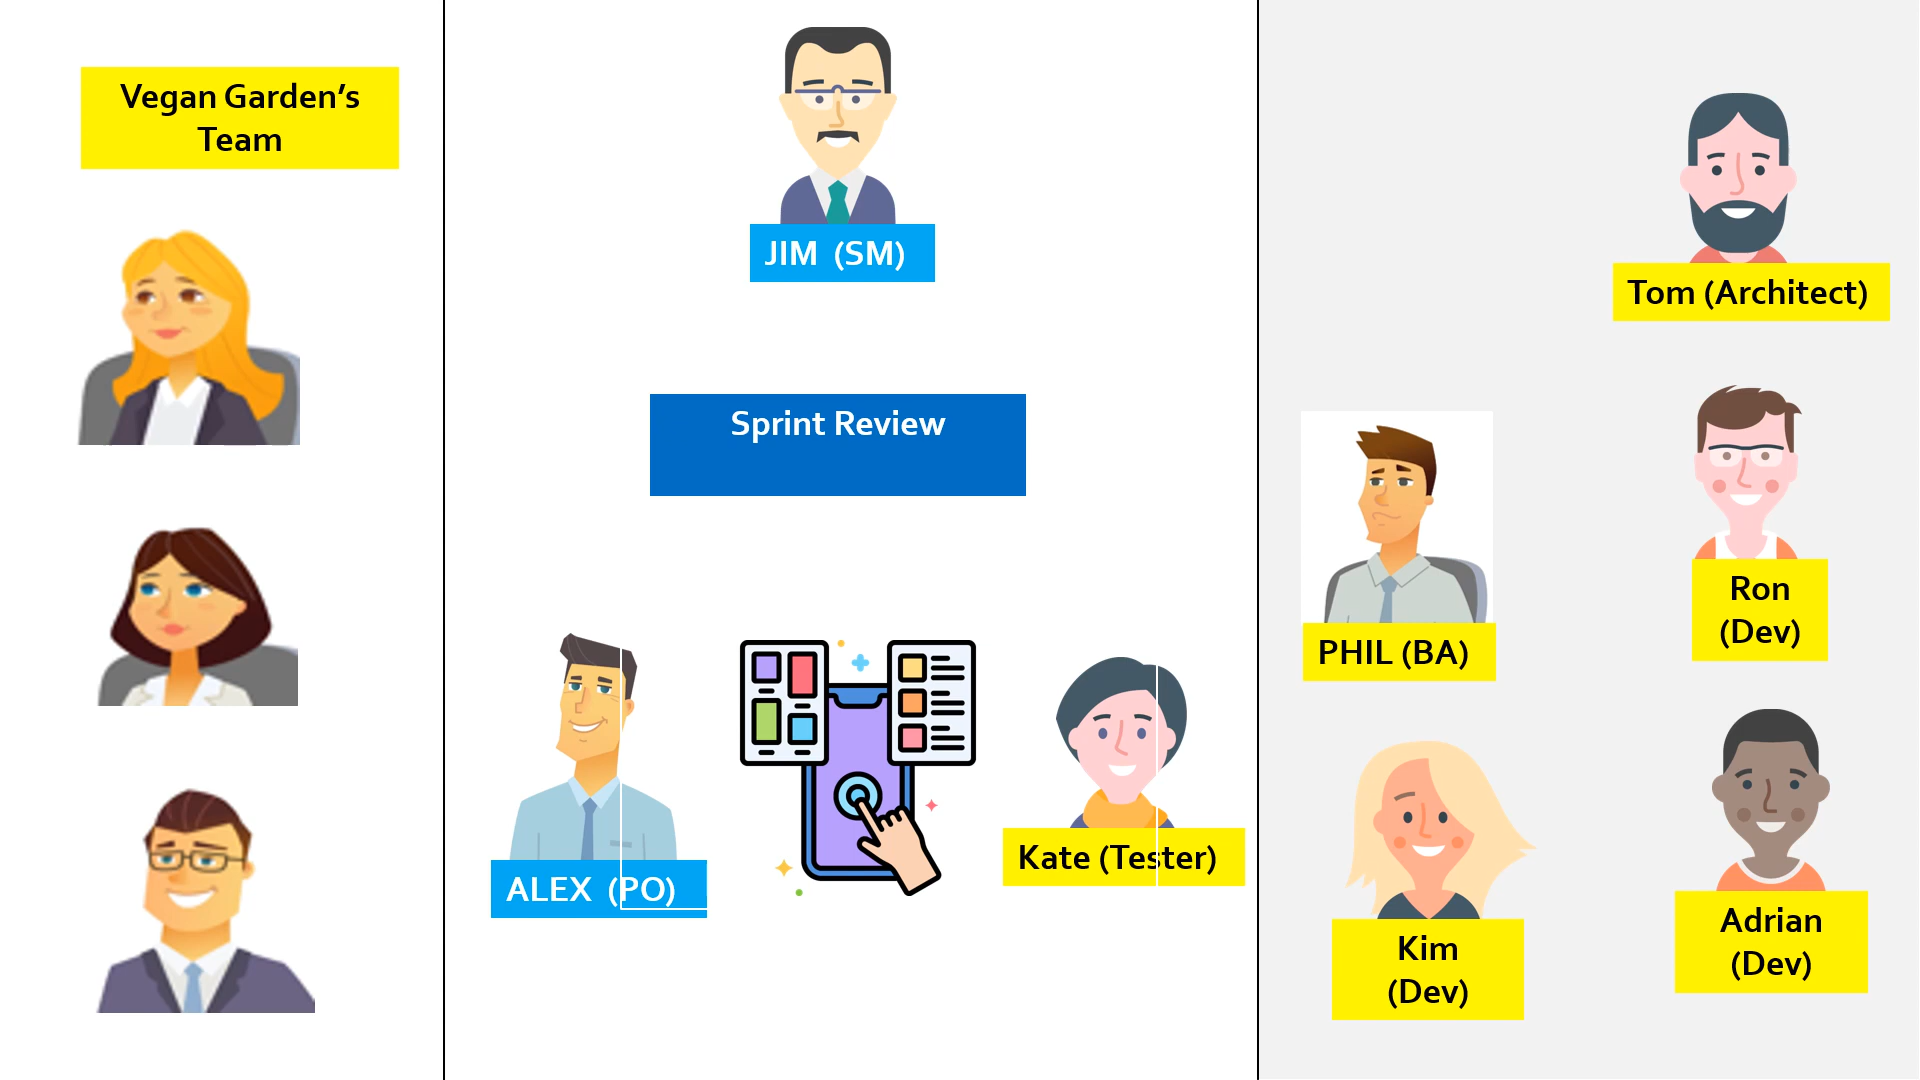 Vegan Garden’s
Team
JIM (SM)
Sprint Review
ALEX (PO)
Kate (Tester)
Tom (Architect)
PHIL (BA)
Ron
(Dev)
Kim
(Dev)
Adrian
(Dev)